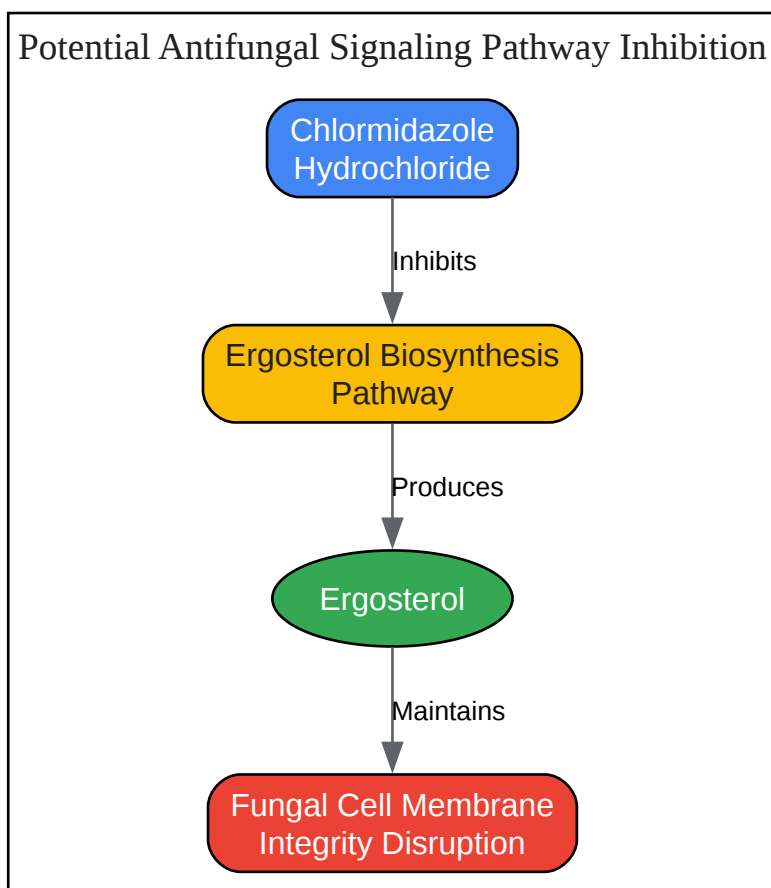 Potential Antifungal Signaling Pathway Inhibition
Chlormidazole
Hydrochloride
Inhibits
Ergosterol Biosynthesis
Pathway
Produces
Ergosterol
Maintains
Fungal Cell Membrane
Integrity Disruption